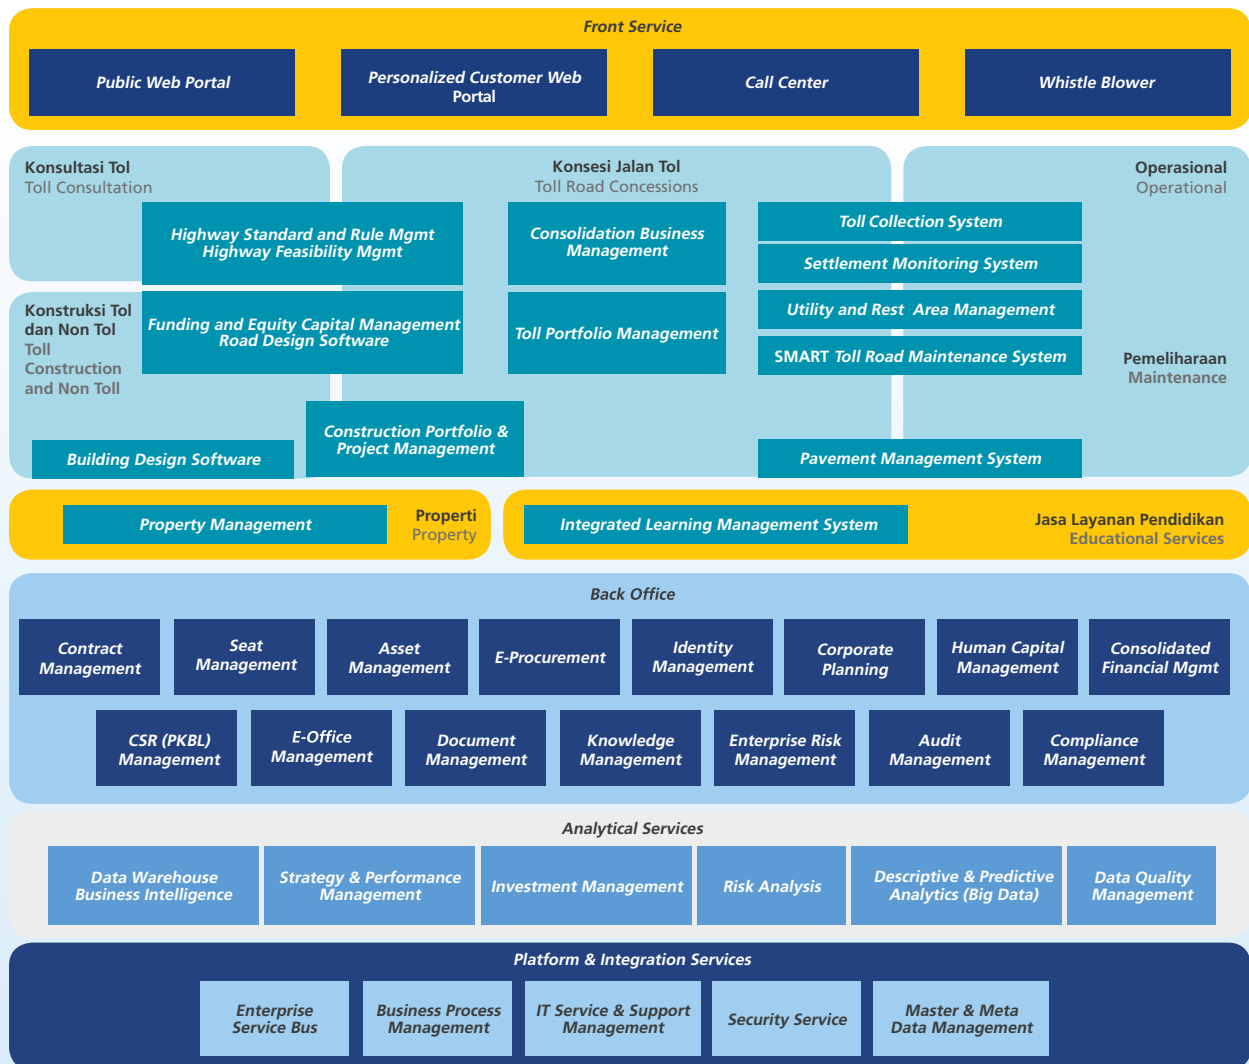 Front Service
Public Web Portal
Personalized Customer Web
Portal
Call Center
Whistle Blower
Konsultasi Tol
Toll Consultation
Konsesi Jalan Tol
Toll Road Concessions
Operasional
Operational
Highway Standard and Rule Mgmt
Highway Feasibility Mgmt
Consolidation Business
Management
Toll Collection System
Settlement Monitoring System
Konstruksi Tol
dan Non Tol
Toll
Construction
and Non Toll
Funding and Equity Capital Management
Road Design Software
Toll Portfolio Management
Utility and Rest Area Management
SMART Toll Road Maintenance System
Pemeliharaan
Maintenance
Construction Portfolio &
Project Management
Building Design Software
Pavement Management System
Property Management
Properti
Property
Integrated Learning Management System
Jasa Layanan Pendidikan
Educational Services
Back Office
Contract
Management
Seat
Management
Asset
Management
E-Procurement
Identity
Management
Corporate
Planning
Human Capital
Management
Consolidated
Financial Mgmt
CSR (PKBL)
Management
E-Office
Management
Document
Management
Knowledge
Management
Enterprise Risk
Management
Audit
Management
Compliance
Management
Analytical Services
Data Warehouse
Business Intelligence
Strategy & Performance
Management
Investment Management
Risk Analysis
Descriptive & Predictive
Analytics (Big Data)
Data Quality
Management
Platform & Integration Services
Enterprise
Service Bus
Business Process
Management
IT Service & Support
Management
Security Service
Master & Meta
Data Management